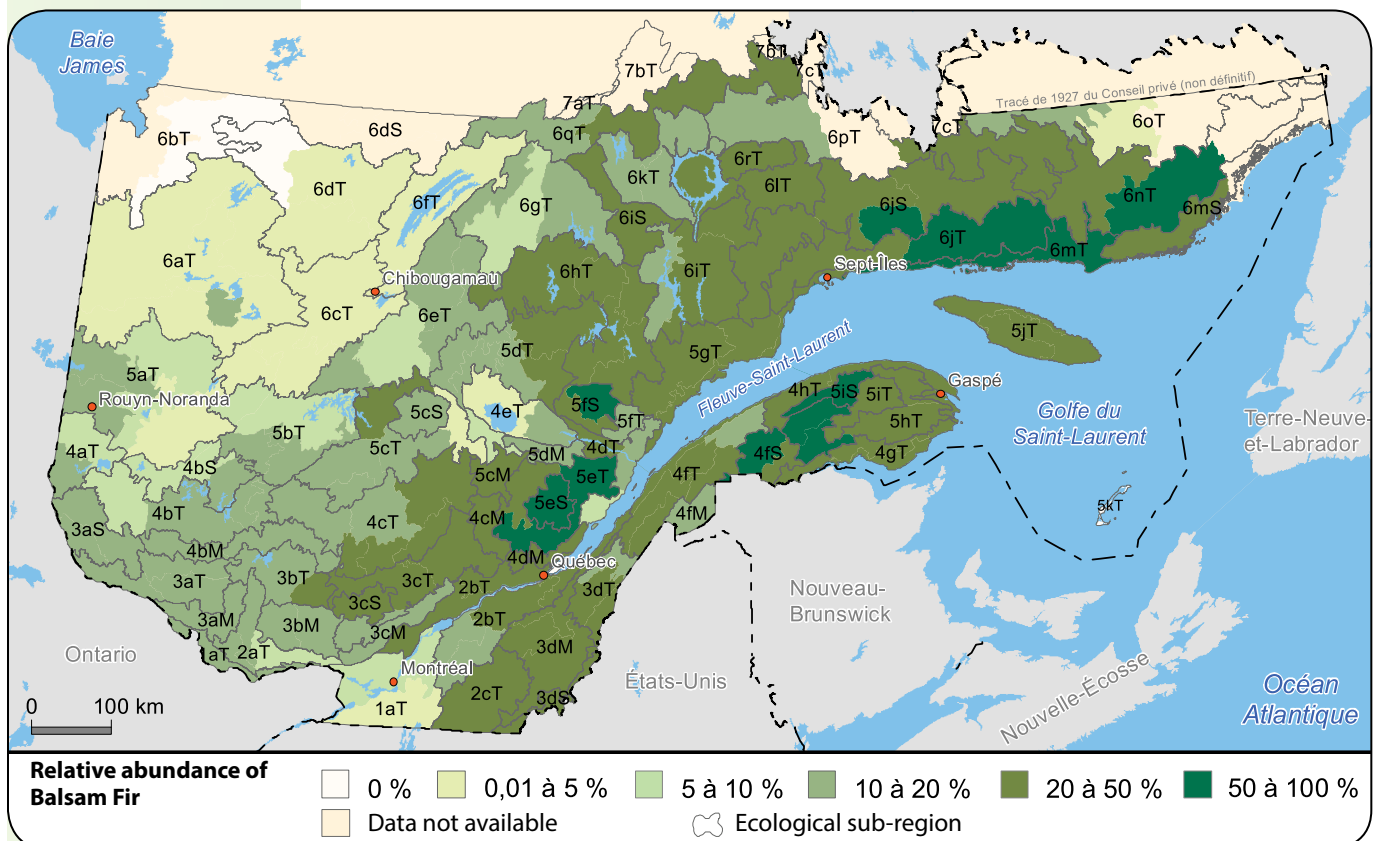 Baie
James
7bT
7bT
7cT
7aT
Tracé de 1927 du Conseil privé (non définitif)
6bT
6dS
6qT
6pT
7cT
6oT
6dT
6fT
6gT
6kT
6rT
6lT
6iS
6jS
6nT
6mS
6jT
6mT
6aT
Chibougamau
6hT
6iT
Sept-Îles
6cT
6eT
5dT
5gT
5jT
Fleuve-Saint-Laurent
5aT
Rouyn-Noranda
5cS
4eT
5fS
5fT
4hT
5iS
5iT
Gaspé
5hT
Golfe du
Saint-Laurent
Terre-Neuve-
et-Labrador
4aT
5bT
4bS
5cT
5dM
4dT
4fS
4gT
5cM
5eT
4fT
5eS
5kT
3aS
4bT
4cT
4cM
4fM
4bM
4dM
Québec
3aT
3bT
3cT
2bT
3dT
3cS
3aM
3bM
3cM
2bT
Nouveau-
Brunswick
Ontario
1aT
2aT
Montréal
3dM
États-Unis
Nouvelle-Écosse
Océan
Atlantique
2cT
3dS
1aT
0 100 km
Relative abundance of
Balsam Fir
0 % 0,01 à 5 % 5 à 10 % 10 à 20 % 20 à 50 % 50 à 100 %
Data not available Ecological sub-region